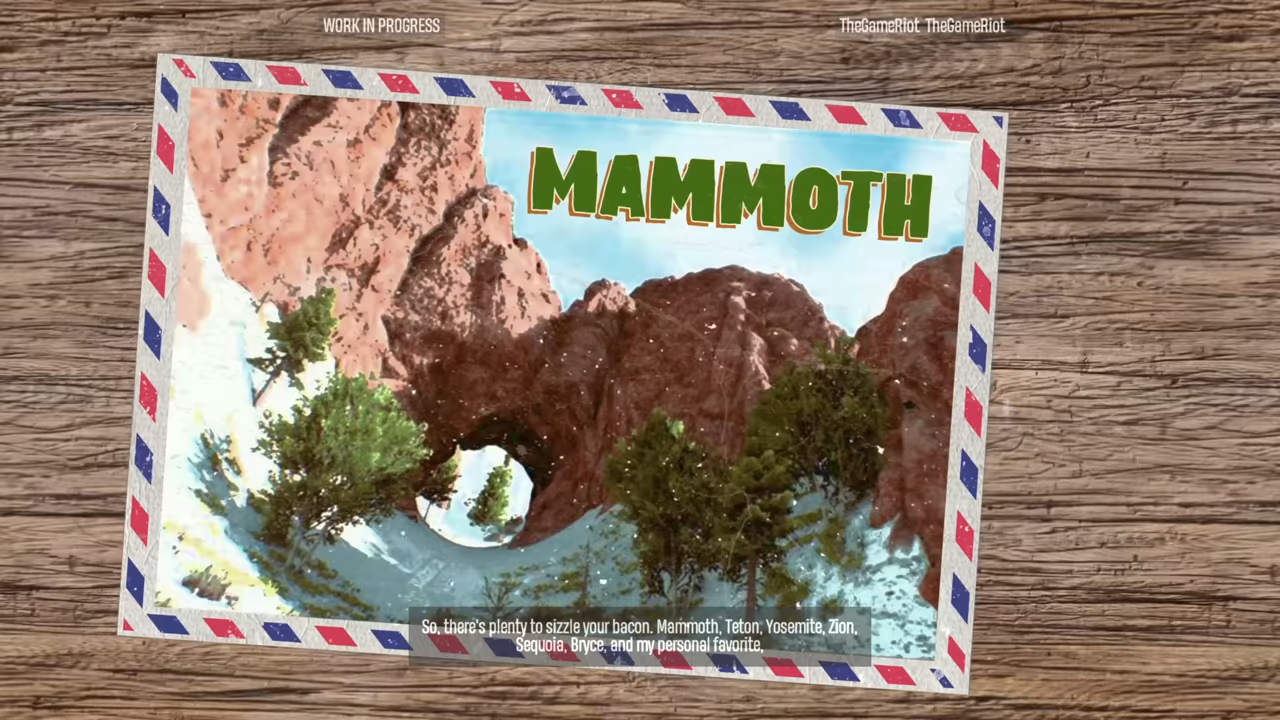 WORK IN PROGRESS
TheGameRiot TheGameRiot
MAMMOTH
So, there's plenty to sizzle your bacon. Mammoth, Teton, Yosemite, Zion,
Sequoia, Bryce, and my personal favorite,